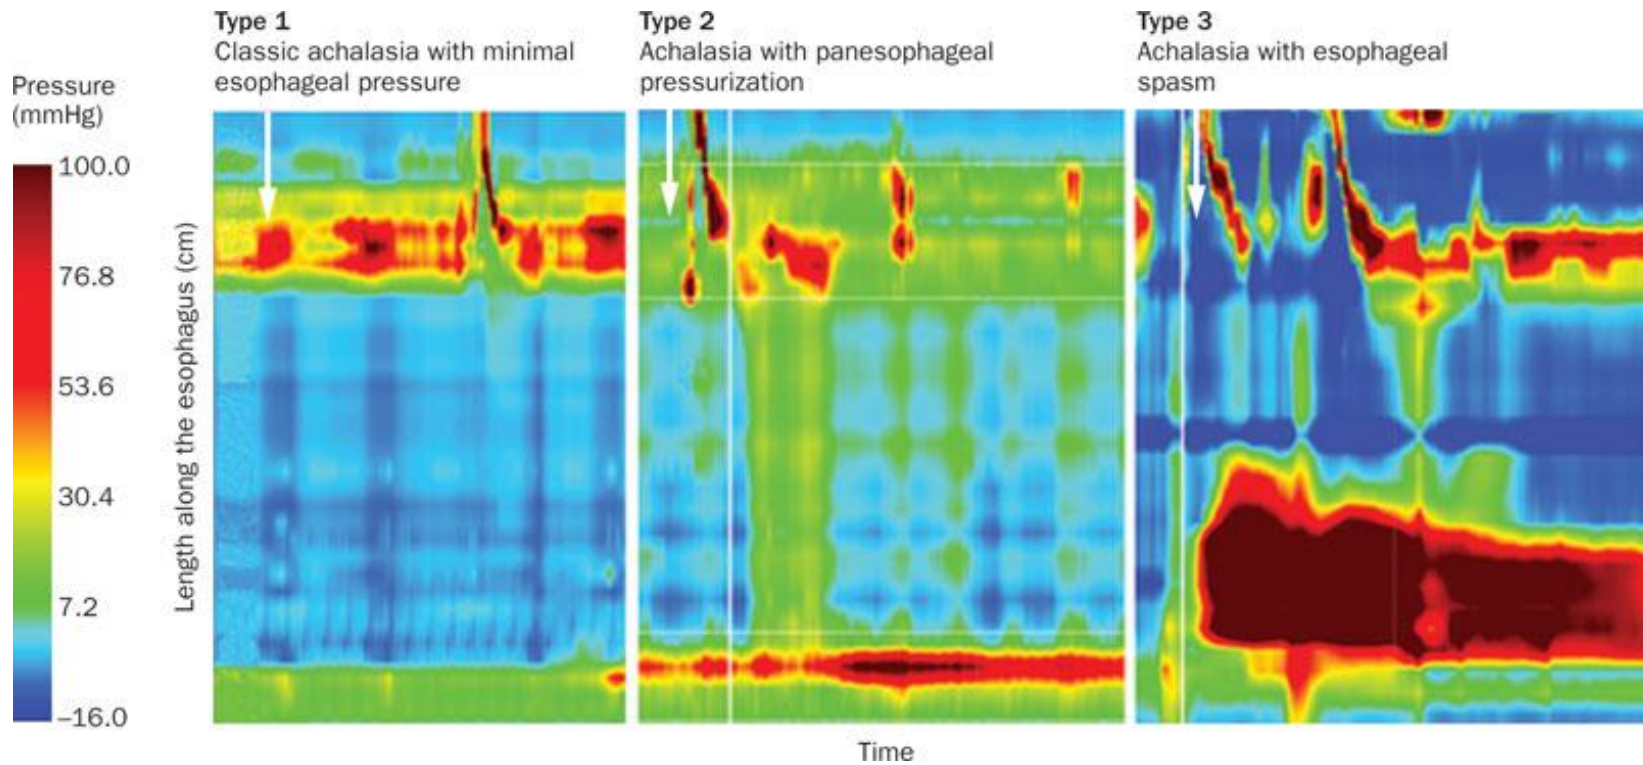 Type 1
Classic achalasia with minimal
esophageal pressure
Type 2
Achalasia with panesophageal
pressurization
Type 3
Achalasia with esophageal
spasm
Pressure
(mmHg)
100.0
76.8
53.6
30.4
7.2
–16.0
Length along the esophagus (cm)
Time